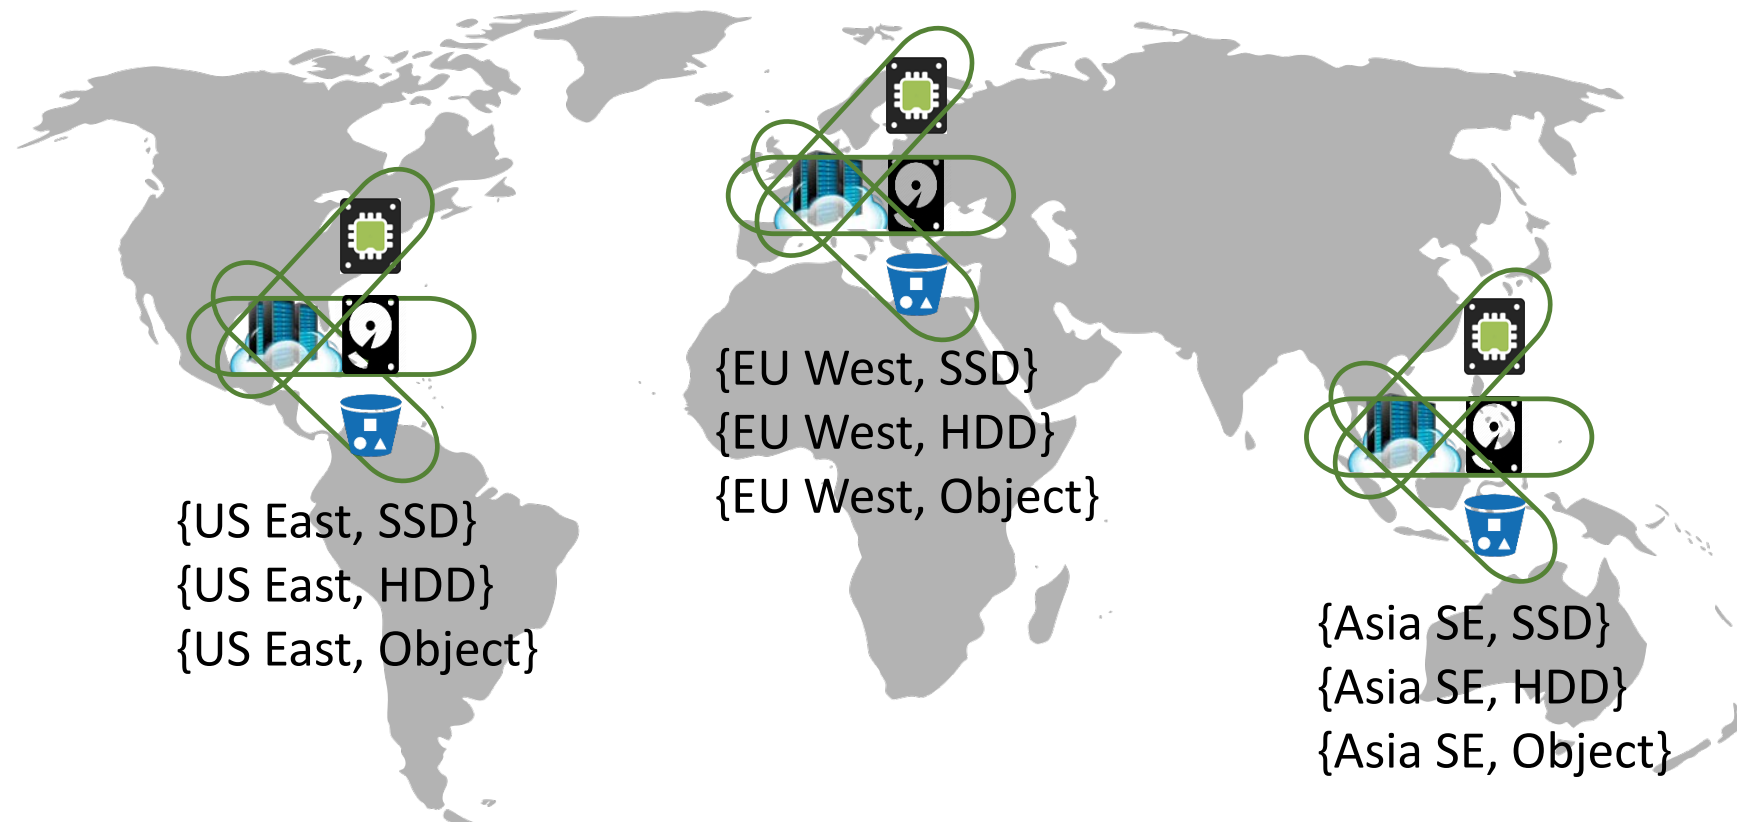 {US East, SSD}
{US East, HDD}
{US East, Object}
{EU West, SSD}
{EU West, HDD}
{EU West, Object}
{Asia SE, SSD}
{Asia SE, HDD}
{Asia SE, Object}